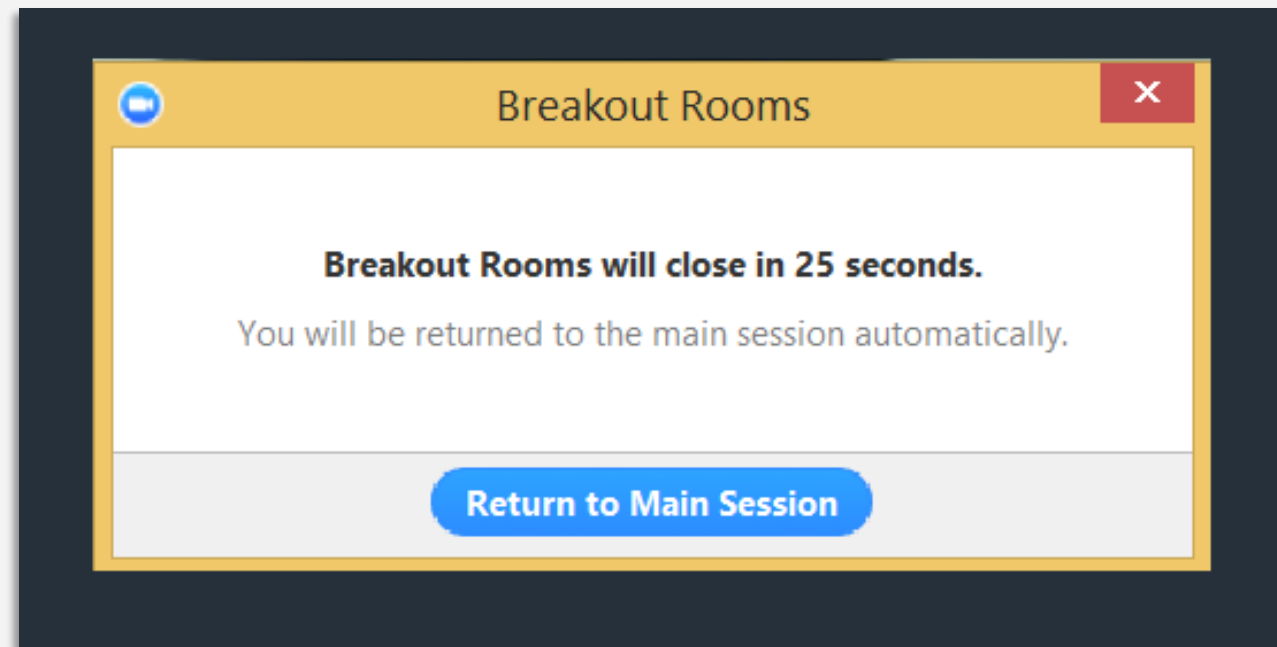 Breakout Rooms
Breakout Rooms will close in 25 seconds.
You will be returned to the main session automatically.
Return to Main Session